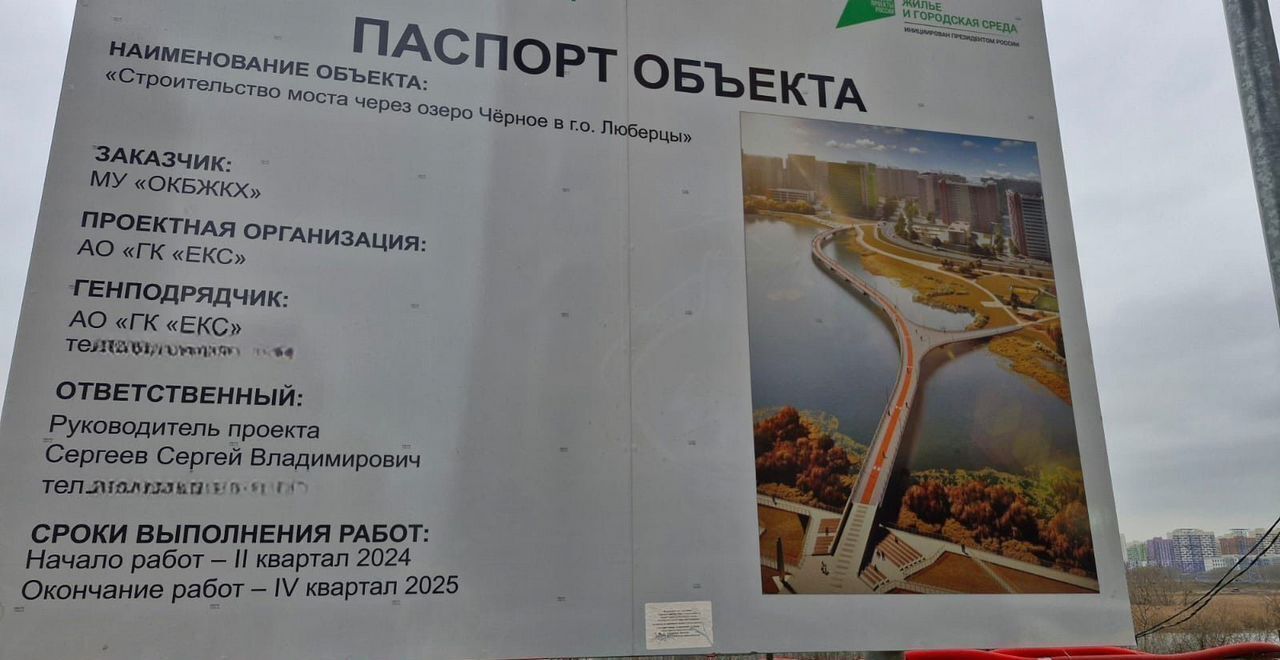 ЖИЛЬЕ
И ГОРОДСКАЯ СРЕДА
ИНИЦИИРОВАН ПРЕЗИДЕНТОМ РОССИИ
ПАСПОРТ ОБЪЕКТА
НАИМЕНОВАНИЕ ОБЪЕКТА:
«Строительство моста через озеро Чёрное в г.о. Люберцы»
ЗАКАЗЧИК:
МУ «ОКБЖКХ»
ПРОЕКТНАЯ ОРГАНИЗАЦИЯ:
АО «ГК «ЕКС»
ГЕНПОДРЯДЧИК:
АО «ГК «ЕКС»
тел.
ОТВЕТСТВЕННЫЙ:
Руководитель проекта
Сергеев Сергей Владимирович
тел.
СРОКИ ВЫПОЛНЕНИЯ РАБОТ:
Начало работ – II квартал 2024
Окончание работ – IV квартал 2025